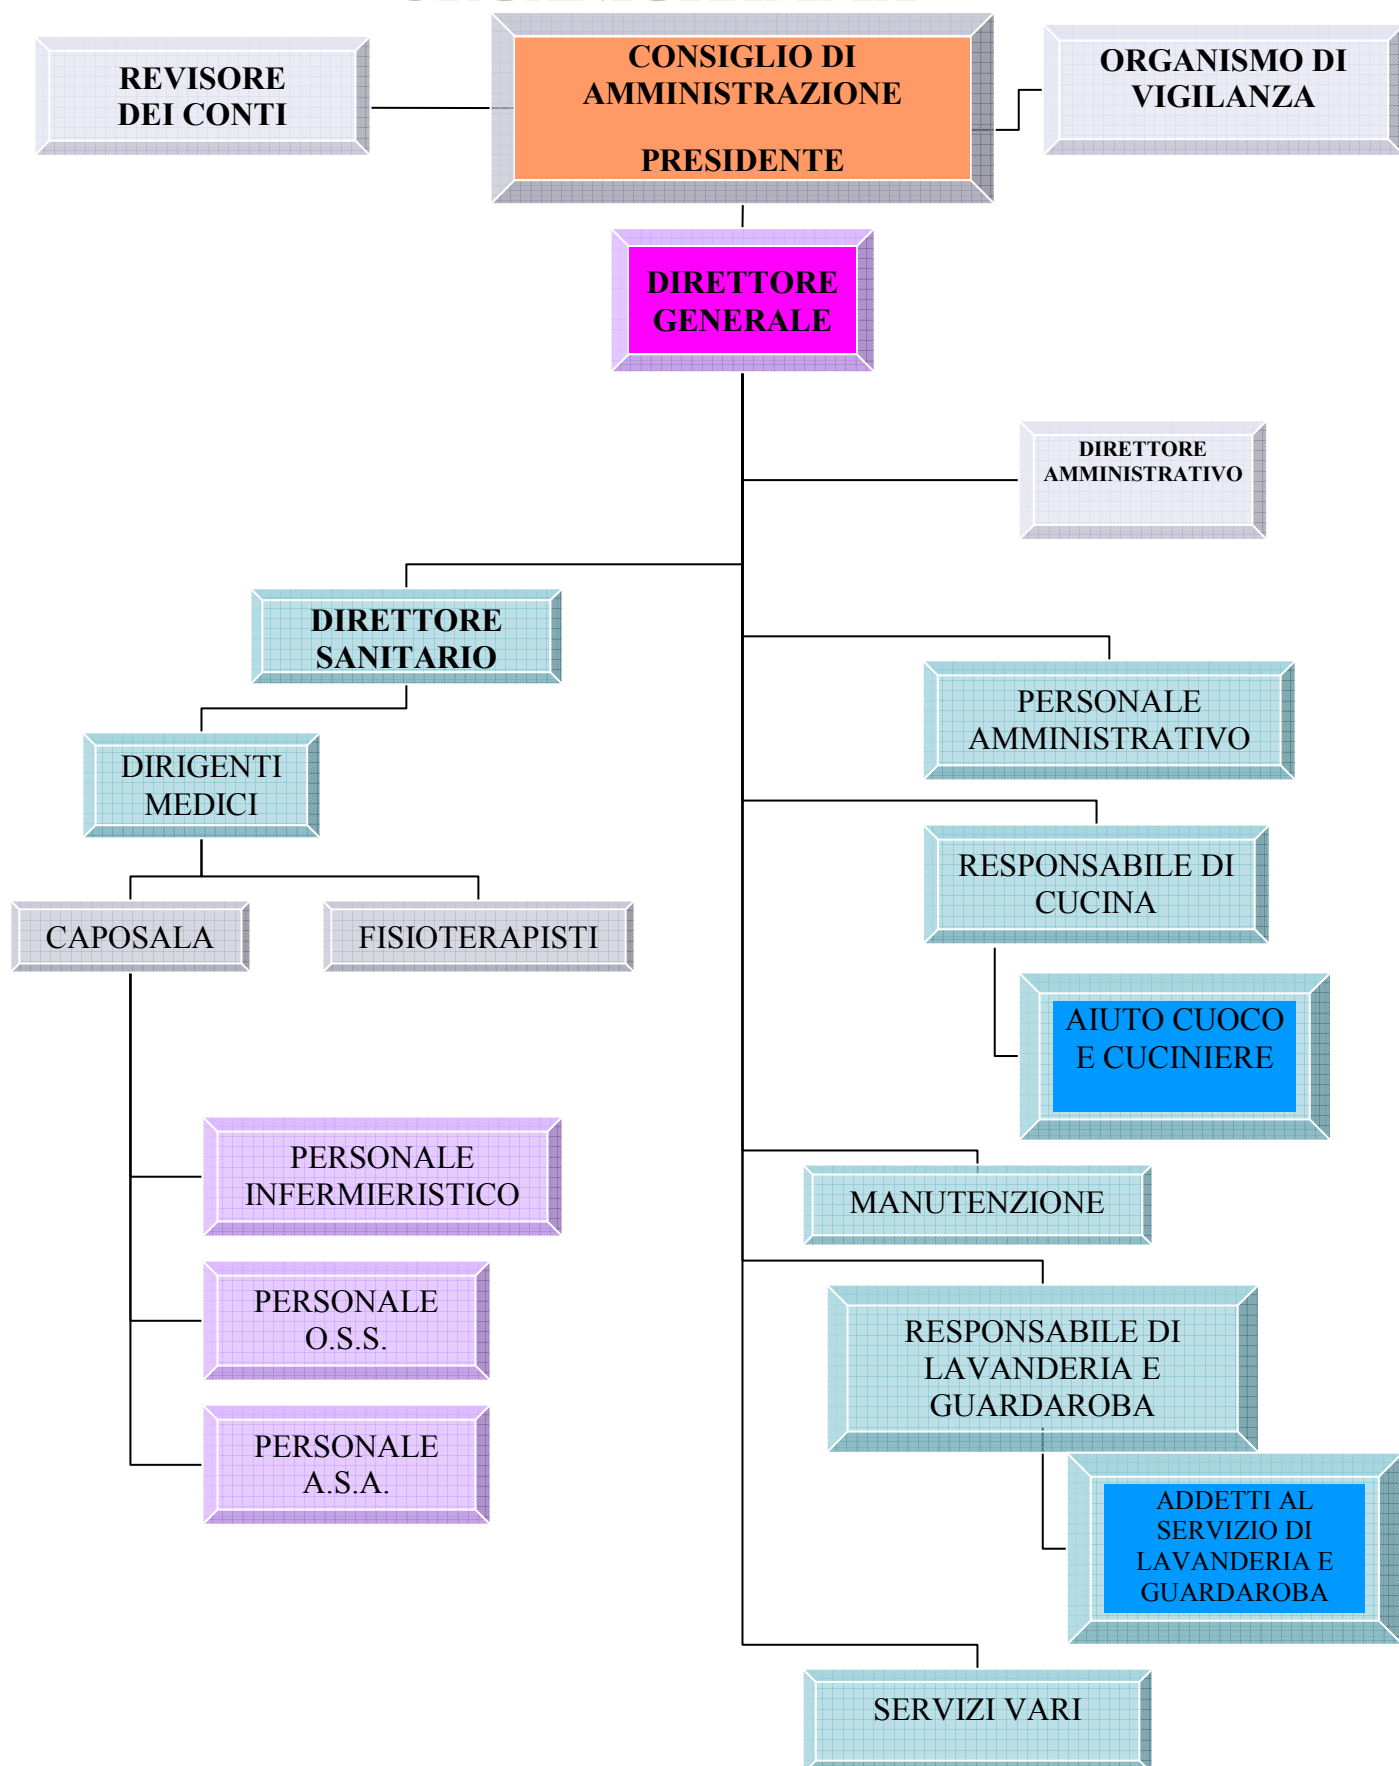 REVISORE
DEI CONTI
CONSIGLIO DI
AMMINISTRAZIONE
PRESIDENTE
ORGANISMO DI
VIGILANZA
DIRETTORE
GENERALE
DIRETTORE
AMMINISTRATIVO
DIRETTORE
SANITARIO
PERSONALE
AMMINISTRATIVO
DIRIGENTI
MEDICI
RESPONSABILE DI
CUCINA
CAPOSALA
FISIOTERAPISTI
AIUTO CUOCO
E CUCINIERE
PERSONALE
INFERMIERISTICO
MANUTENZIONE
PERSONALE
O.S.S.
RESPONSABILE DI
LAVANDERIA E
GUARDAROBA
PERSONALE
A.S.A.
ADDETTI AL
SERVIZIO DI
LAVANDERIA E
GUARDAROBA
SERVIZI VARI